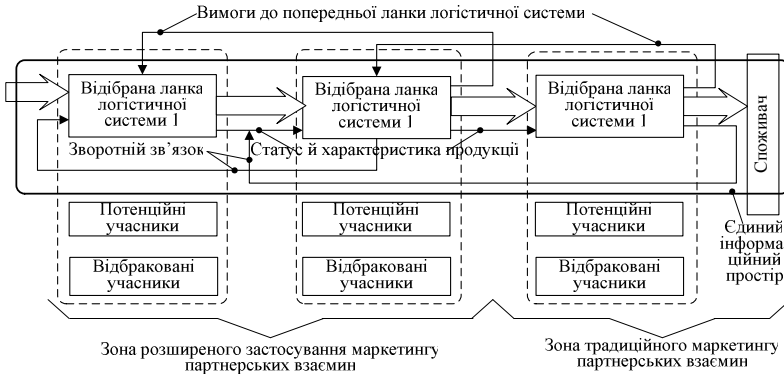 Вимоги до попередньої ланки логістичної системи
Відібрана ланка
логістичної
системи 1
Відібрана ланка
логістичної
системи 1
Відібрана ланка
логістичної
системи 1
Споживач
Зворотній зв’язок
Статус й характеристика продукції
Потенційні
учасники
Потенційні
учасники
Потенційні
учасники
Відбраковані
учасники
Відбраковані
учасники
Відбраковані
учасники
Єдиний
інформа
ційний
простір
Зона розширеного застосування маркетингу
партнерських взаємин
Зона традиційного маркетингу
партнерських взаємин